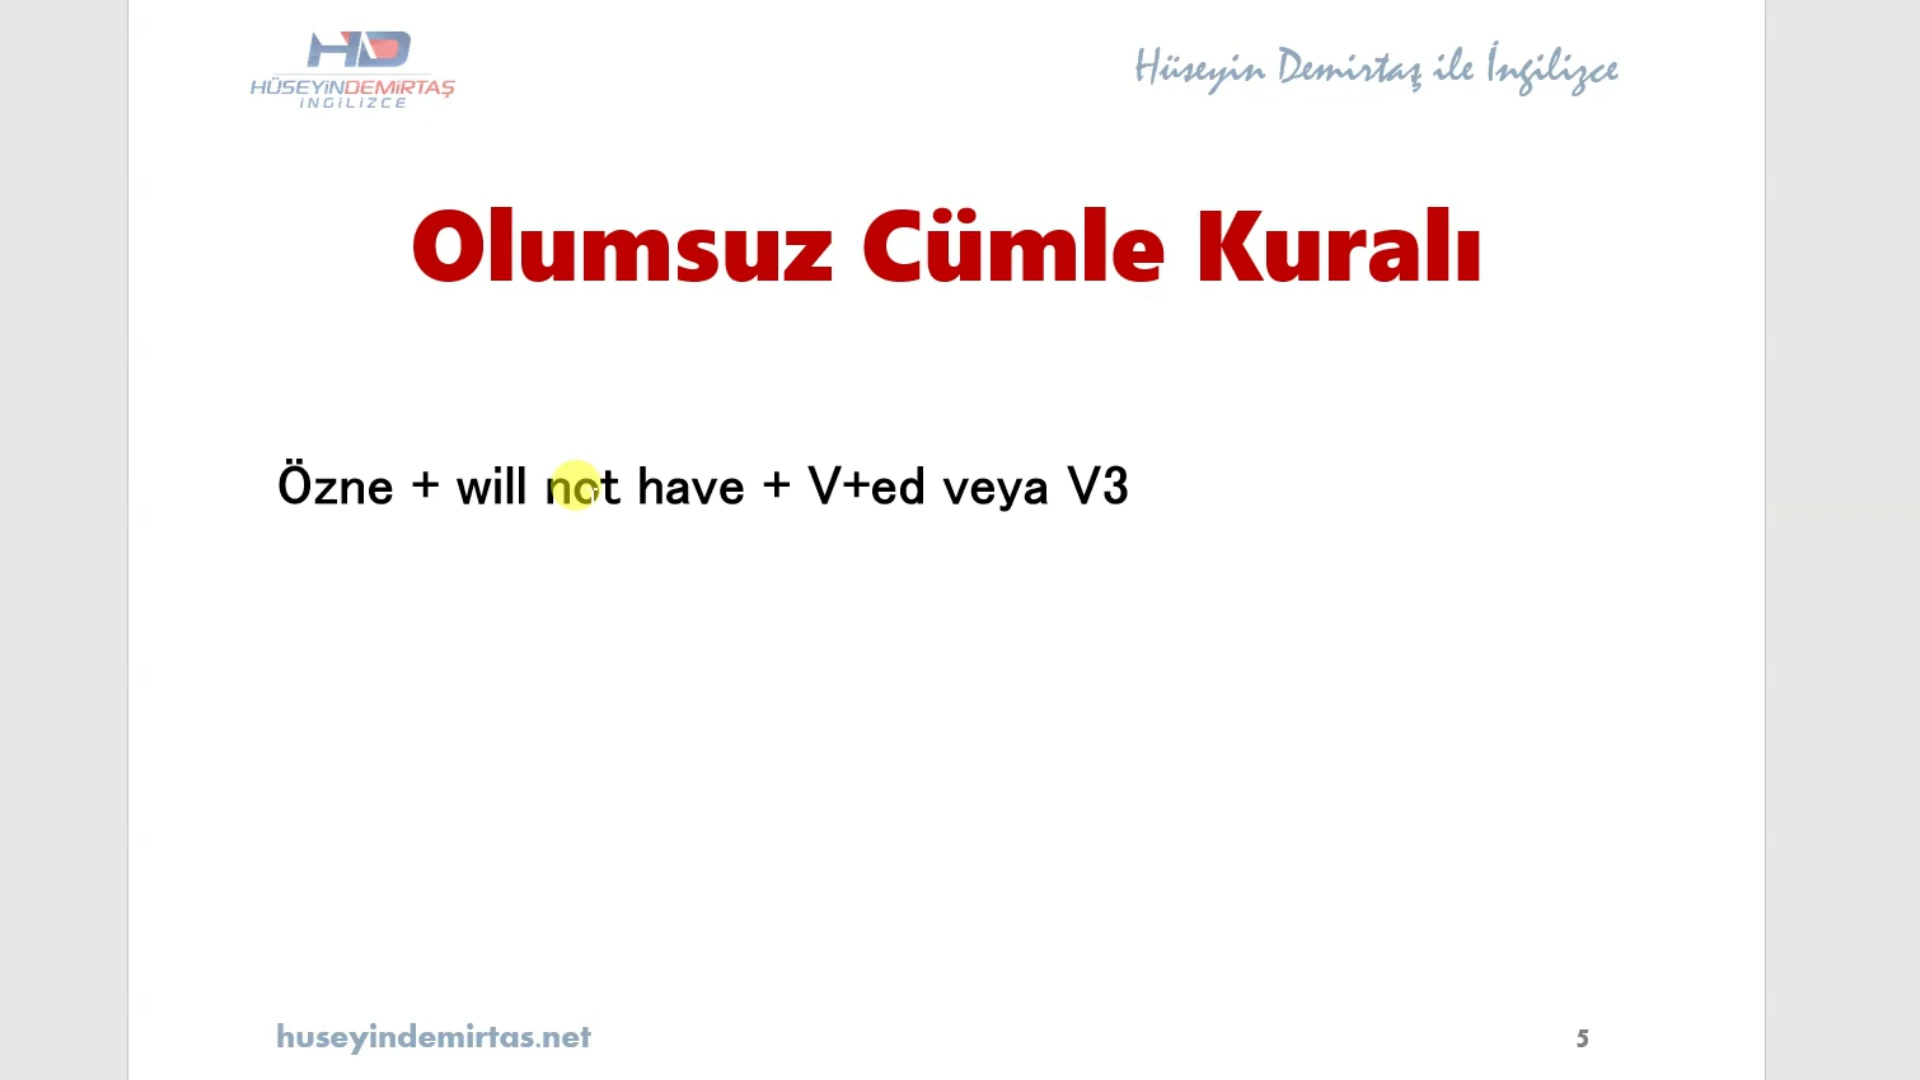 HD
HÜSEYİNDEMİRTAŞ
İNGİLİZCE
Hüseyin Demirtaş ile İngilizce
Olumsuz Cümle Kuralı
Özne + will not have + V+ed veya V3
huseyindemirtas.net
5